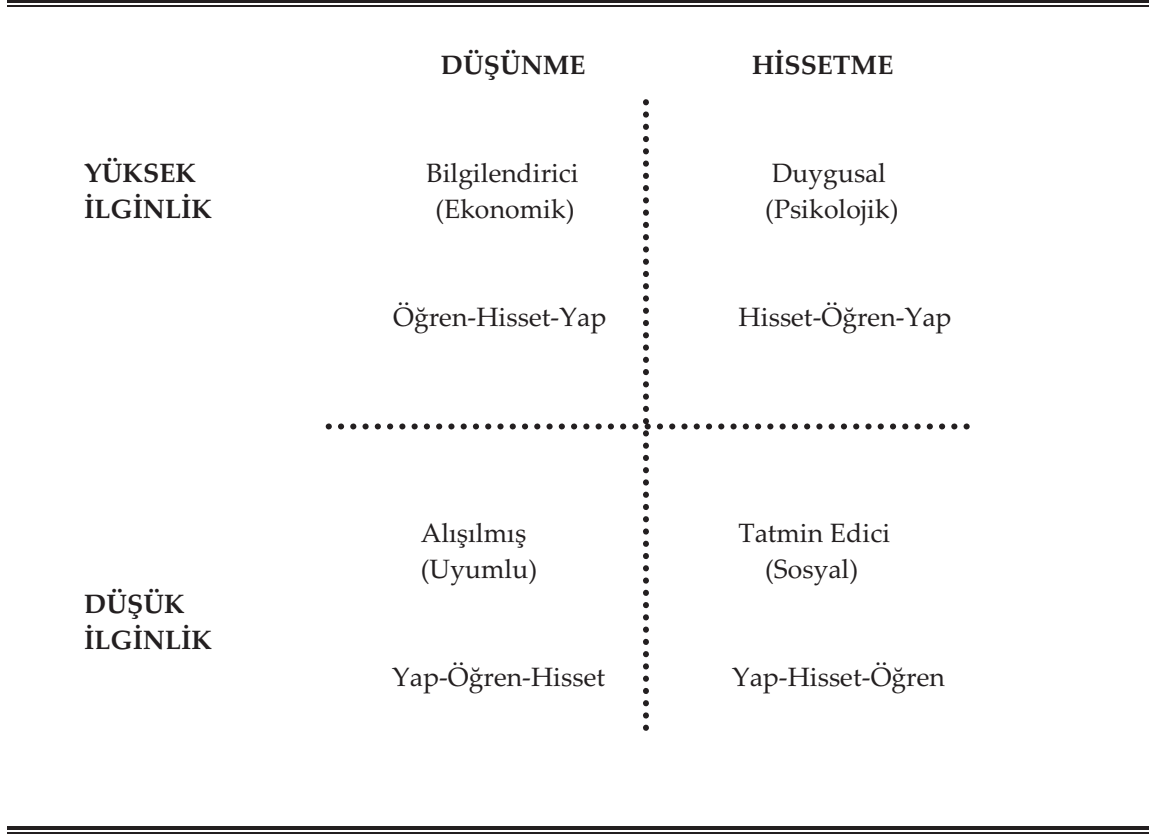 DÜŞÜNME HİSSETME
YÜKSEK
İLGİNLİK
Bilgilendirici
(Ekonomik)
Duygusal
(Psikolojik)
Öğren-Hisset-Yap
Hisset-Öğren-Yap
DÜŞÜK
İLGİNLİK
Alışılmış
(Uyumlu)
Tatmin Edici
(Sosyal)
Yap-Öğren-Hisset
Yap-Hisset-Öğren